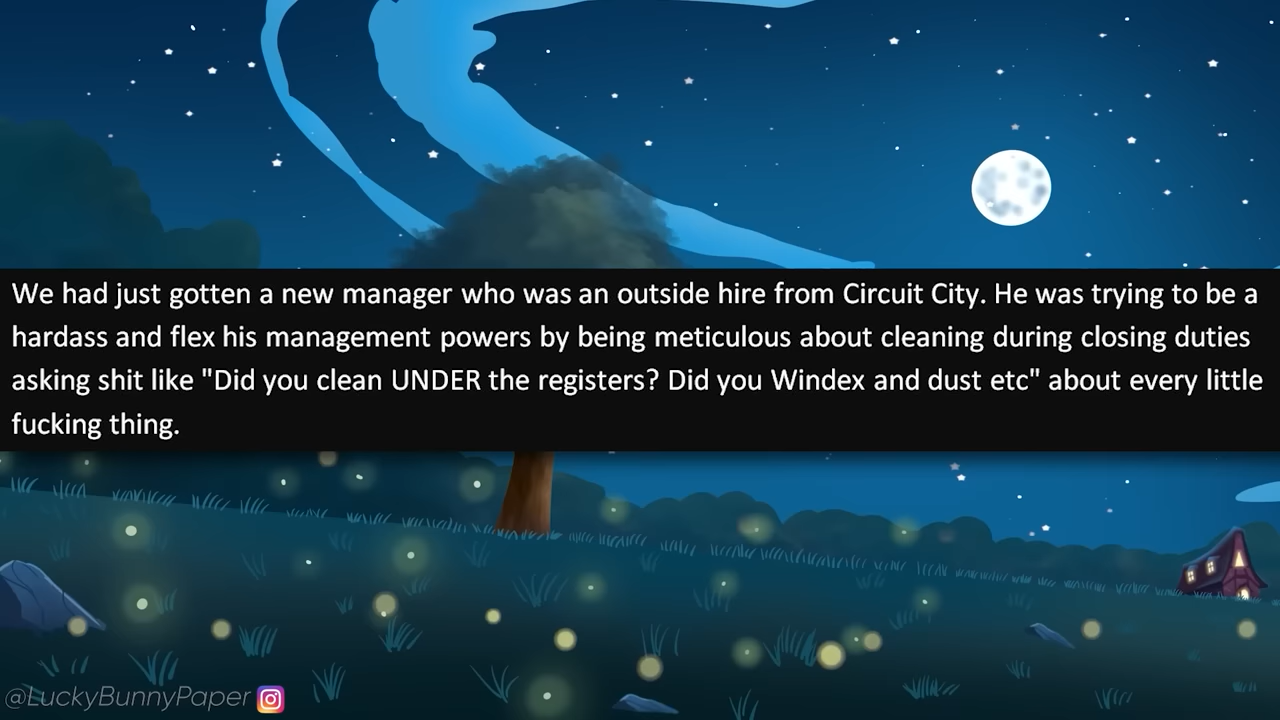 We had just gotten a new manager who was an outside hire from Circuit City. He was trying to be a
hardass and flex his management powers by being meticulous about cleaning during closing duties
asking shit like "Did you clean UNDER the registers? Did you Windex and dust etc" about every little
fucking thing.
@LuckyBunnyPaper